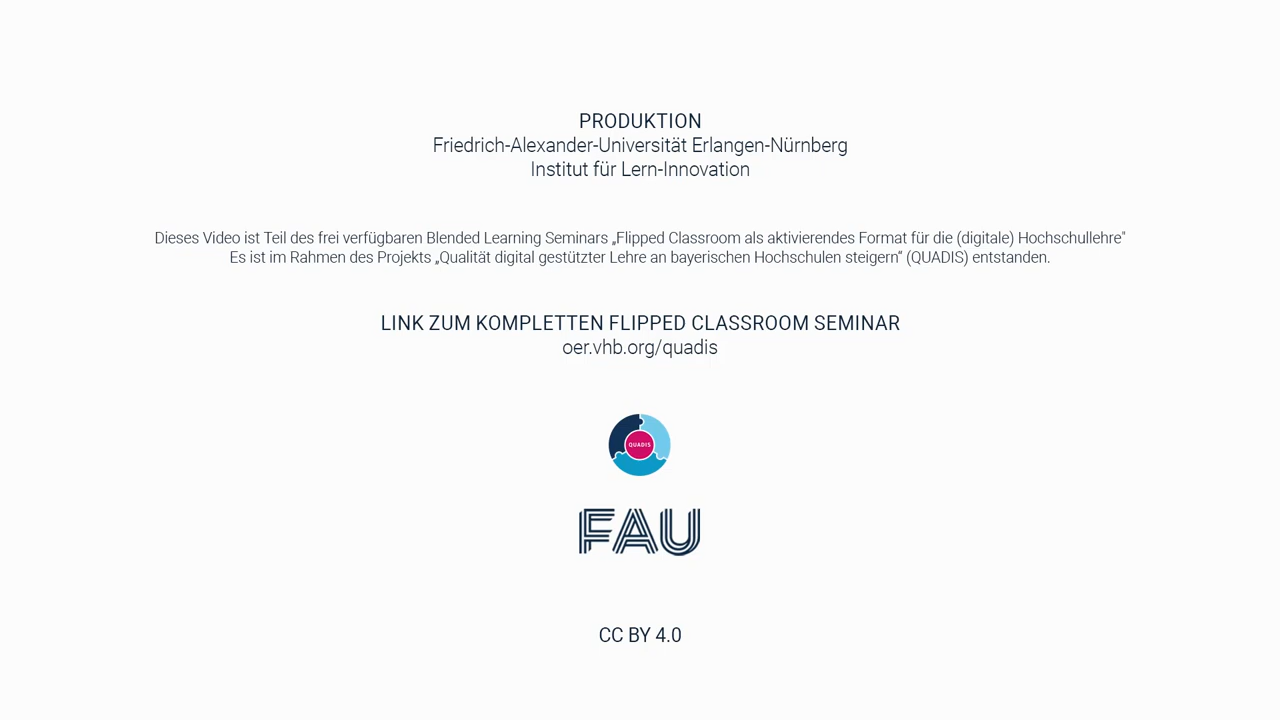 PRODUKTION
Friedrich-Alexander-Universität Erlangen-Nürnberg
Institut für Lern-Innovation
Dieses Video ist Teil des frei verfügbaren Blended Learning Seminars „Flipped Classroom als aktivierendes Format für die (digitale) Hochschullehre"
Es ist im Rahmen des Projekts „Qualität digital gestützter Lehre an bayerischen Hochschulen steigern“ (QUADIS) entstanden.
LINK ZUM KOMPLETTEN FLIPPED CLASSROOM SEMINAR
oer.vhb.org/quadis
QUADIS
FAU
CC BY 4.0